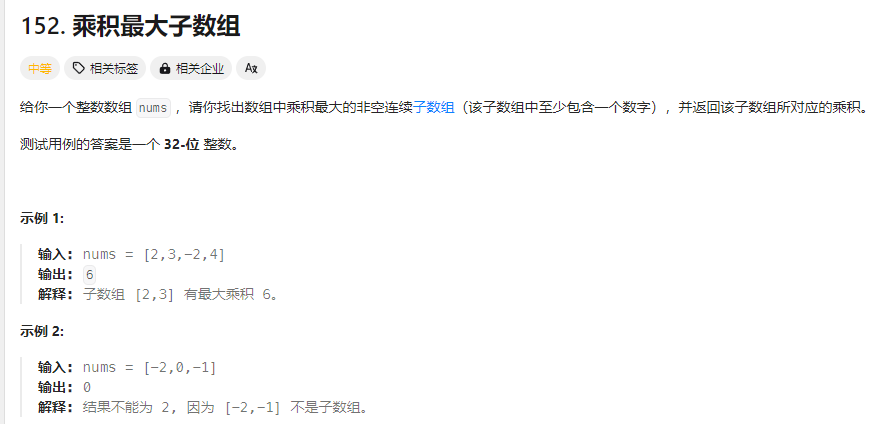 152. 乘积最大子数组
中等 相关标签 相关企业 Aあ
给你一个整数数组 nums ，请你找出数组中乘积最大的非空连续子数组（该子数组中至少包含一个数字），并返回该子数组所对应的乘积。
测试用例的答案是一个 32-位 整数。
示例 1:
输入: nums = [2,3,-2,4]
输出: 6
解释: 子数组 [2,3] 有最大乘积 6。
示例 2:
输入: nums = [-2,0,-1]
输出: 0
解释: 结果不能为 2, 因为 [-2,-1] 不是子数组。